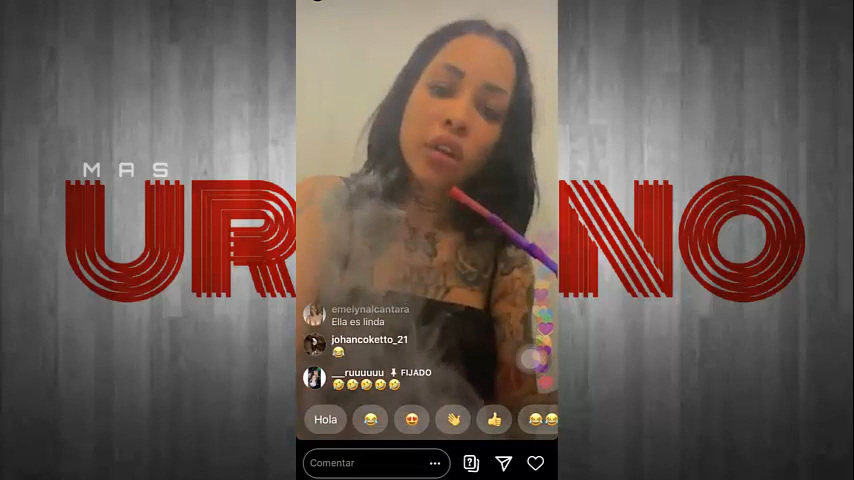 MAS
UR NO
emelynalcantara
Ella es linda
johancoketto_21
😂
___ruuuuuu FIJADO
🤣🤣🤣🤣🤣
Hola 😂 😍 👋 👍 😂😂
Comentar